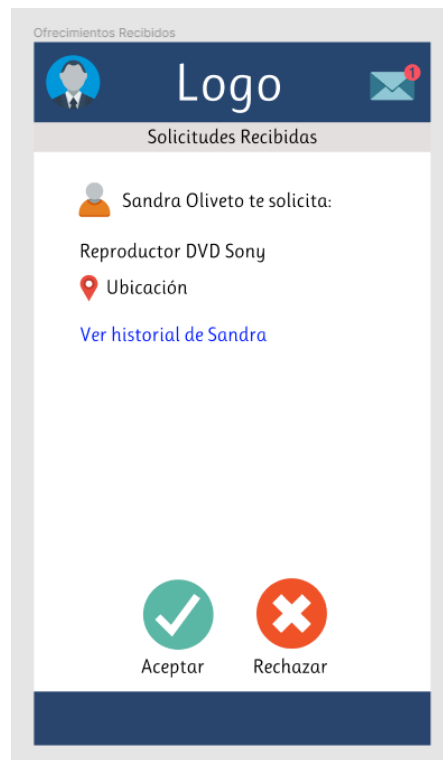 Ofrecimientos Recibidos
Logo
1
Solicitudes Recibidas
Sandra Oliveto te solicita:
Reproductor DVD Sony
Ubicación
Ver historial de Sandra
Aceptar Rechazar